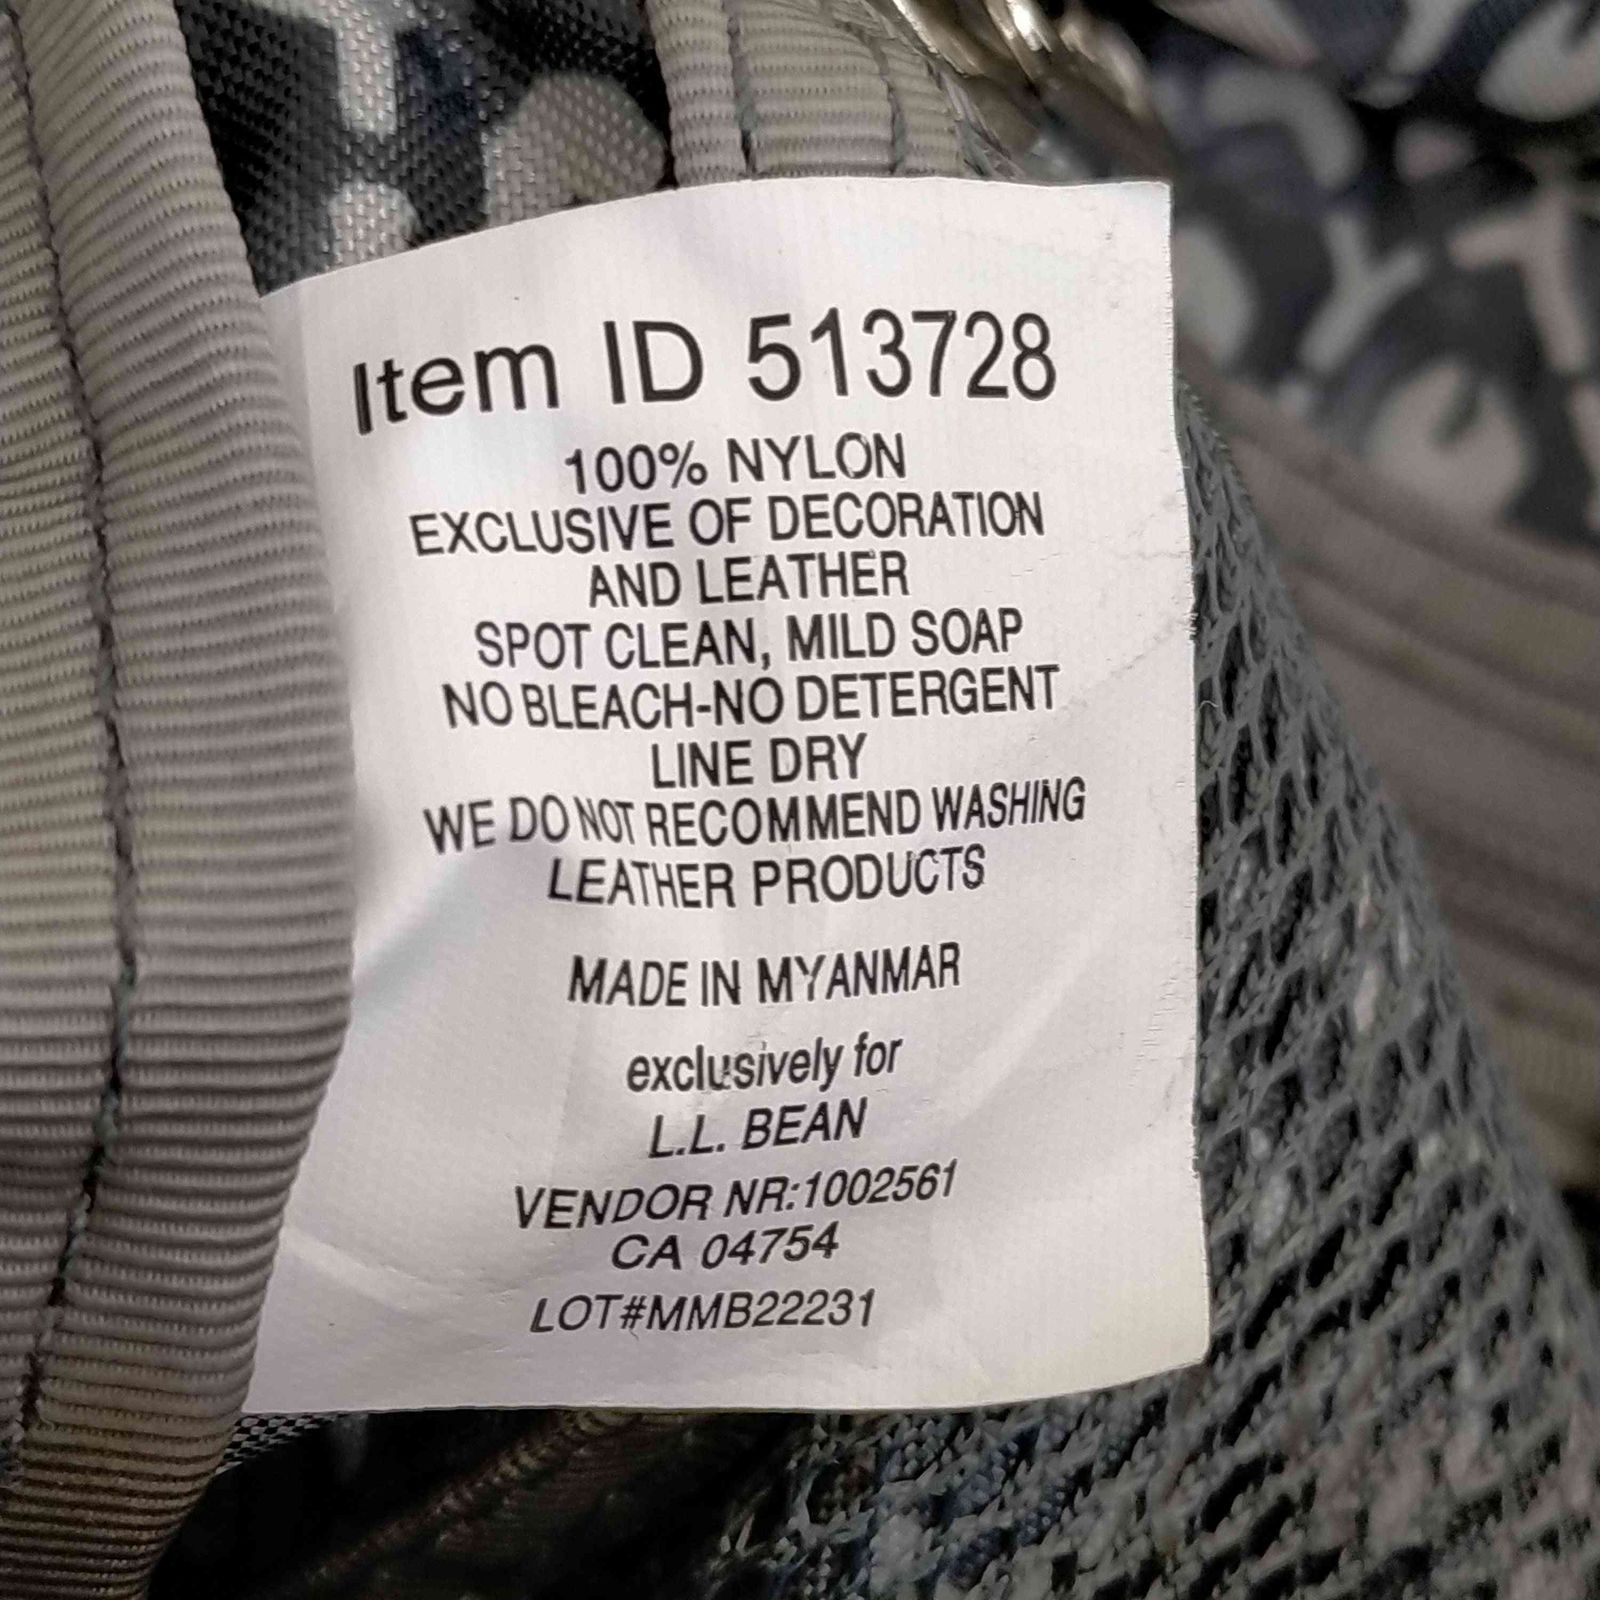 Item ID 513728
100% NYLON
EXCLUSIVE OF DECORATION
AND LEATHER
SPOT CLEAN, MILD SOAP
NO BLEACH-NO DETERGENT
LINE DRY
WE DO NOT RECOMMEND WASHING
LEATHER PRODUCTS
MADE IN MYANMAR
exclusively for
L.L. BEAN
VENDOR NR:1002561
CA 04754
LOT#MMB22231